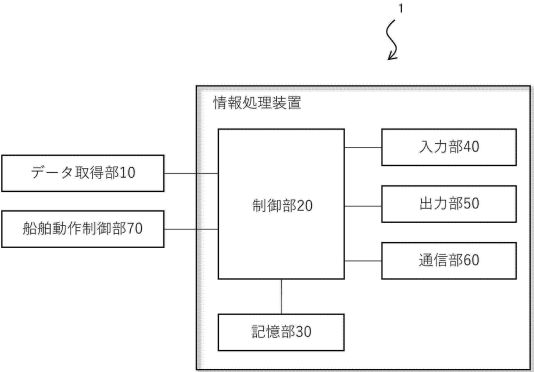 1
情報処理装置
データ取得部10
船舶動作制御部70
制御部20
入力部40
出力部50
通信部60
記憶部30